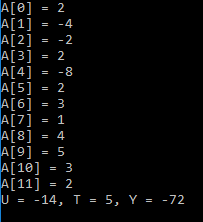 A[0] = 2
A[1] = -4
A[2] = -2
A[3] = 2
A[4] = -8
A[5] = 2
A[6] = 3
A[7] = 1
A[8] = 4
A[9] = 5
A[10] = 3
A[11] = 2
U = -14, T = 5, Y = -72